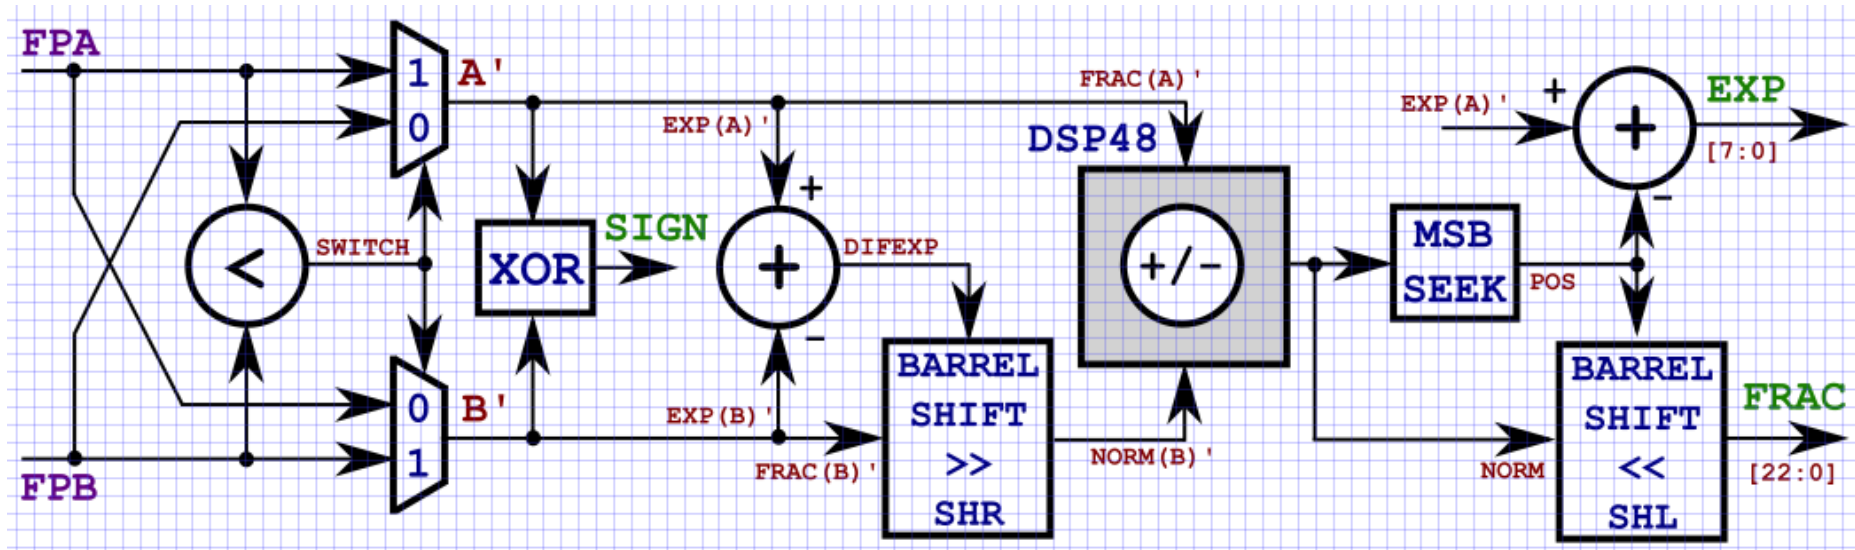 FPA
1
A'
0
FRAC(A)'
EXP(A)'
DSP48
EXP(A)'
+
+
EXP
[7:0]
−
<
SWITCH
XOR
SIGN
+
+
−
DIFEXP
+/-
MSB
SEEK
POS
0
B'
1
FPB
EXP(B)'
FRAC(B)'
BARREL
SHIFT
>>
SHR
NORM(B)'
NORM
BARREL
SHIFT
<<
SHL
FRAC
[22:0]